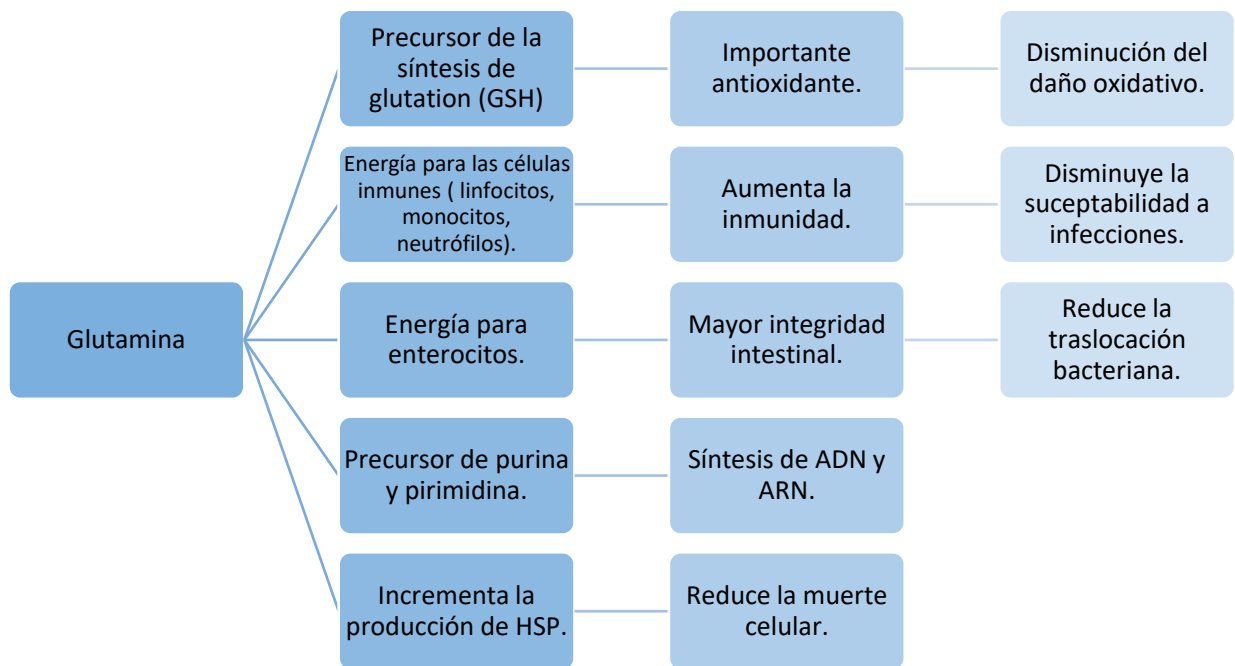 Precursor de la
síntesis de
glutation (GSH)
Importante
antioxidante.
Disminución del
daño oxidativo.
Energía para las células
inmunes ( linfocitos,
monocitos,
neutrófilos).
Aumenta la
inmunidad.
Disminuye la
suceptabilidad a
infecciones.
Glutamina
Energía para
enterocitos.
Mayor integridad
intestinal.
Reduce la
traslocación
bacteriana.
Precursor de purina
y pirimidina.
Síntesis de ADN y
ARN.
Incrementa la
producción de HSP.
Reduce la muerte
celular.